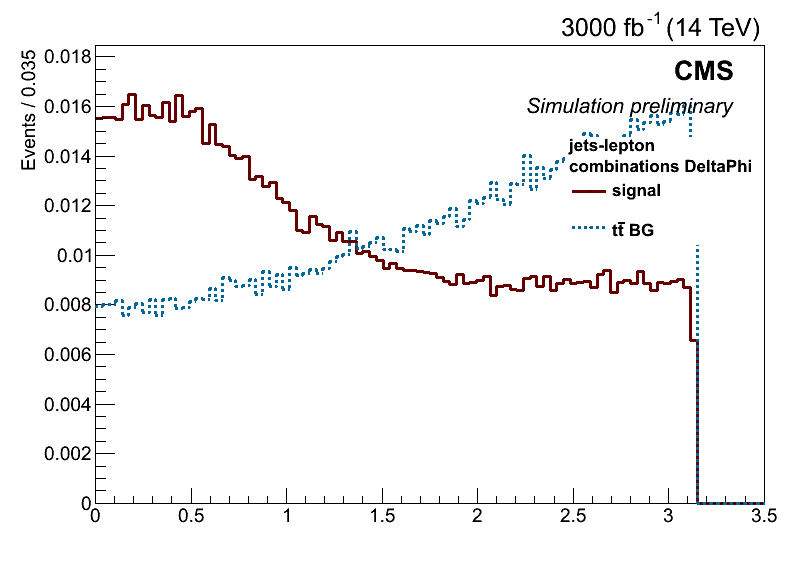 3000 fb-1 (14 TeV)
Events / 0.035
CMS
Simulation preliminary
jets-lepton
combinations DeltaPhi
signal
tt̄ BG
0.018
0.016
0.014
0.012
0.01
0.008
0.006
0.004
0.002
0
0 0.5 1 1.5 2 2.5 3 3.5